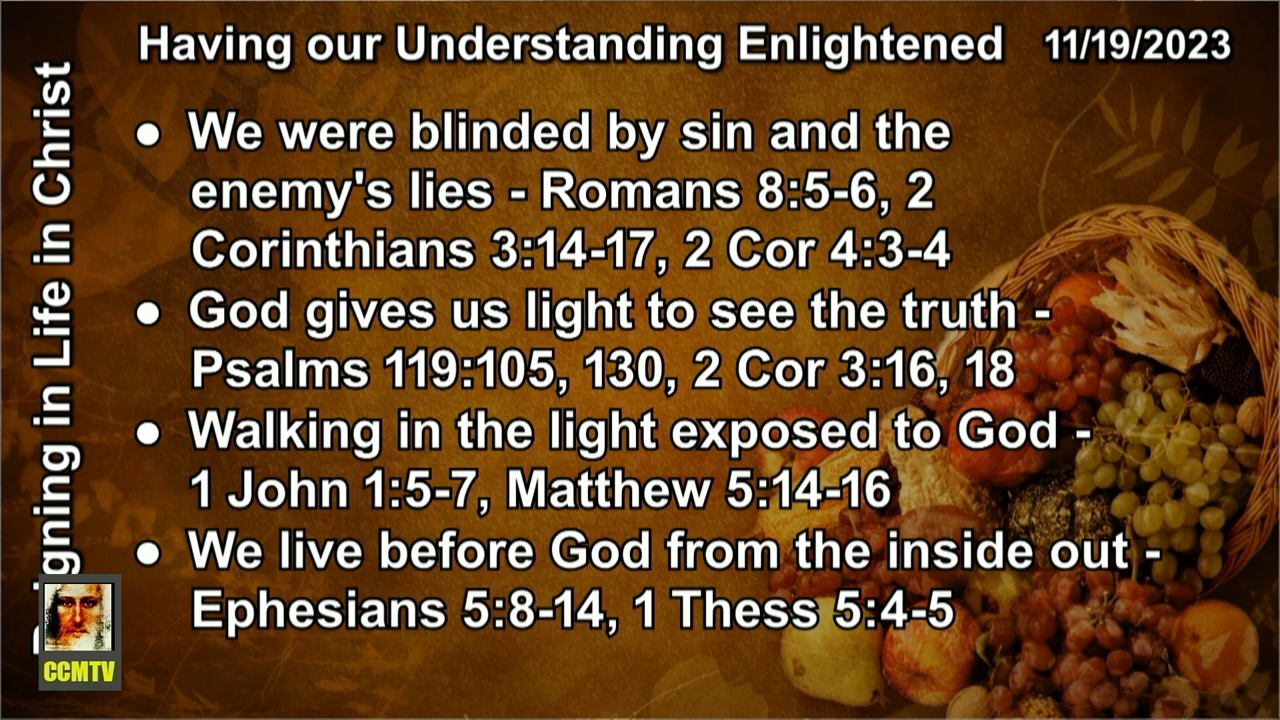 Having our Understanding Enlightened 11/19/2023
● We were blinded by sin and the
enemy's lies - Romans 8:5-6, 2
Corinthians 3:14-17, 2 Cor 4:3-4
● God gives us light to see the truth -
Psalms 119:105, 130, 2 Cor 3:16, 18
● Walking in the light exposed to God -
1 John 1:5-7, Matthew 5:14-16
● We live before God from the inside out -
Ephesians 5:8-14, 1 Thess 5:4-5
igning in Life in Christ
CCMTV